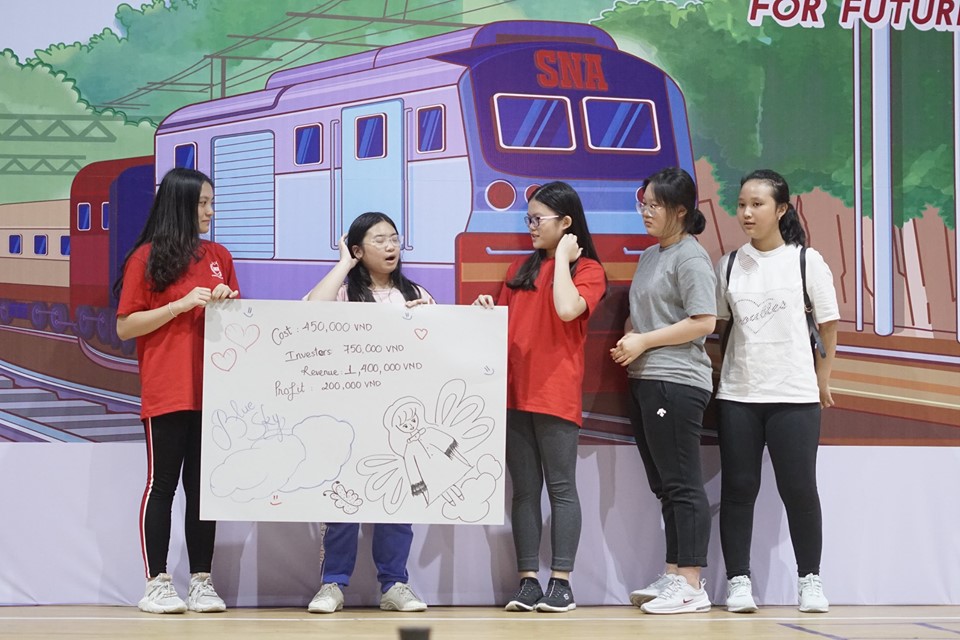 FOR FUTUR
SNA
Cost : 450,000 VND
Investors 750,000 VND
Revenue 1,400,000 VND
Profit : 200,000 VND
Blue
Sky